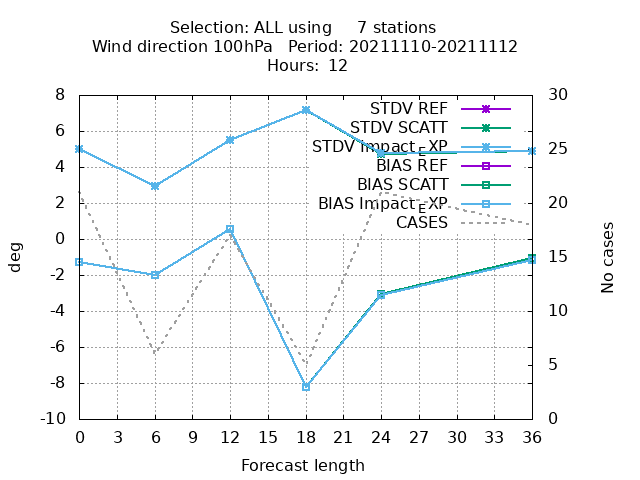 Selection: ALL using     7 stations
Wind direction 100hPa   Period: 20211110-20211112
Hours: 12
8
6
4
2
0
-2
-4
-6
-8
-10
deg
30
25
20
15
10
5
0
No cases
STDV REF
STDV SCATT
STDV Impact_EXP
BIAS REF
BIAS SCATT
BIAS Impact_EXP
CASES
0 3 6 9 12 15 18 21 24 27 30 33 36
Forecast length